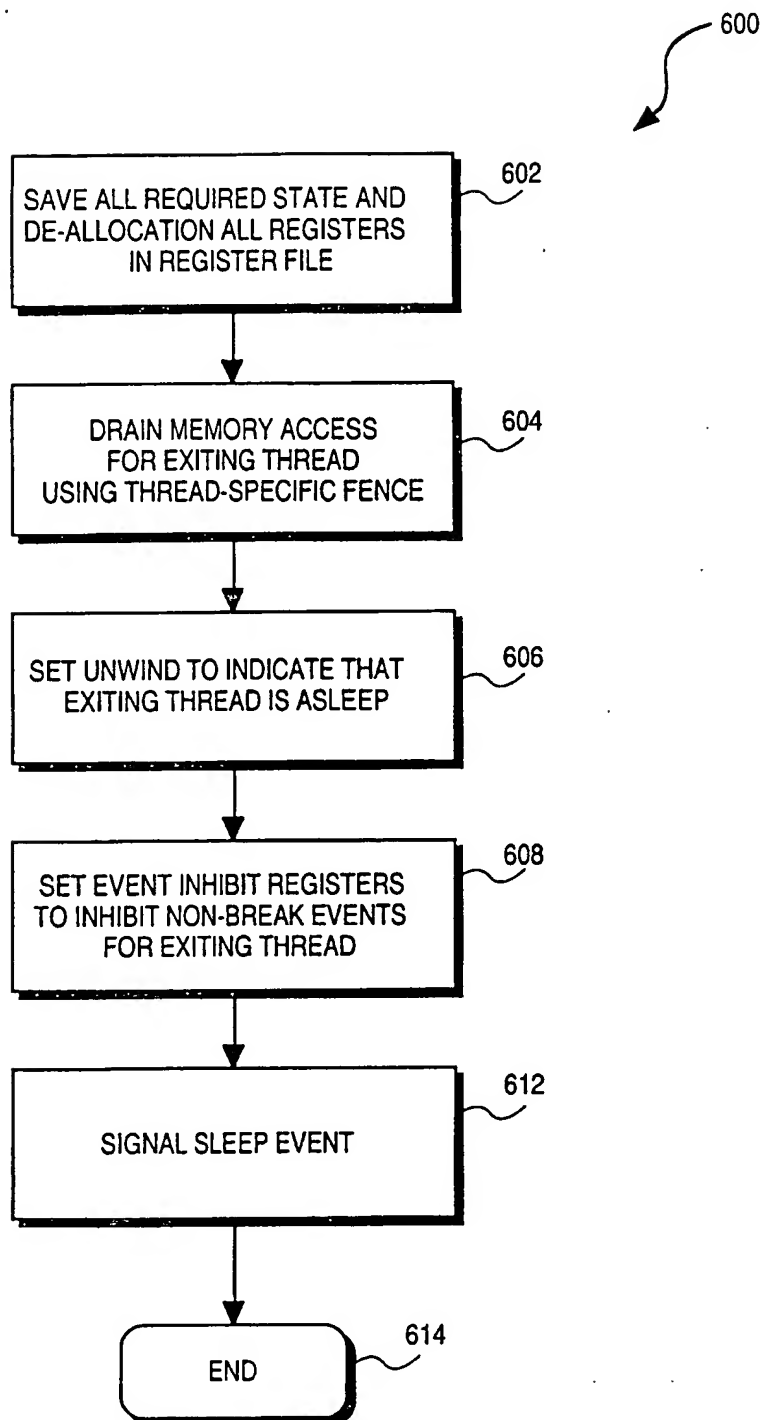 600
602
SAVE ALL REQUIRED STATE AND
DE-ALLOCATION ALL REGISTERS
IN REGISTER FILE
604
DRAIN MEMORY ACCESS
FOR EXITING THREAD
USING THREAD-SPECIFIC FENCE
606
SET UNWIND TO INDICATE THAT
EXITING THREAD IS ASLEEP
608
SET EVENT INHIBIT REGISTERS
TO INHIBIT NON-BREAK EVENTS
FOR EXITING THREAD
612
SIGNAL SLEEP EVENT
614
END